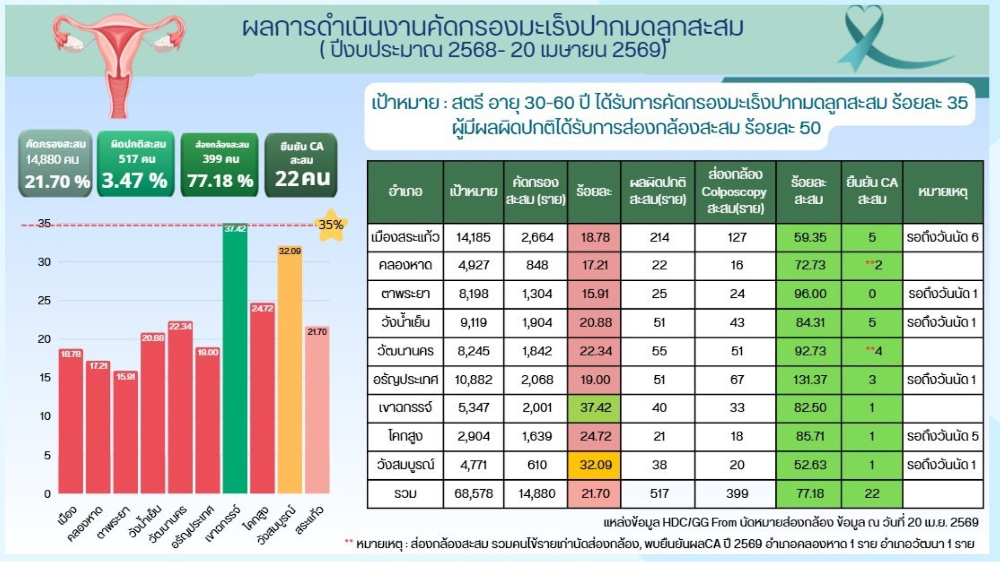 ผลการดำเนินงานคัดกรองมะเร็งปากมดลูกสะสม
( ปีงบประมาณ 2568- 20 เมษายน 2569)
เป้าหมาย : สตรี อายุ 30-60 ปี ได้รับการคัดกรองมะเร็งปากมดลูกสะสม ร้อยละ 35
ผู้มีผลผิดปกติได้รับการส่องกล้องสะสม ร้อยละ 50
คัดกรองสะสม
14,880 คน
21.70 %
ผิดปกติสะสม
517 คน
3.47 %
ส่องกล้องสะสม
399 คน
77.18 %
ยืนยัน CA
สะสม
22 คน
35
30
25
20
15
10
5
0
35%
18.78
17.21
15.91
20.88
22.34
19.00
37.42
24.72
32.09
21.70
เมือง
คลองหาด
ตาพระยา
วังน้ำเย็น
วัฒนานคร
อรัญประเทศ
เขาฉกรรจ์
โคกสูง
วังสมบูรณ์
สระแก้ว
อำเภอ เป้าหมาย คัดกรองสะสม (ราย) ร้อยละ ผลผิดปกติสะสม(ราย) ส่องกล้อง Colposcopy สะสม(ราย) ร้อยละสะสม ยืนยัน CA สะสม หมายเหตุ
เมืองสระแก้ว 14,185 2,664 18.78 214 127 59.35 5 รอถึงวันนัด 6
คลองหาด 4,927 848 17.21 22 16 72.73 **2
ตาพระยา 8,198 1,304 15.91 25 24 96.00 0 รอถึงวันนัด 1
วังน้ำเย็น 9,119 1,904 20.88 51 43 84.31 5 รอถึงวันนัด 1
วัฒนานคร 8,245 1,842 22.34 55 51 92.73 **4
อรัญประเทศ 10,882 2,068 19.00 51 67 131.37 3 รอถึงวันนัด 1
เขาฉกรรจ์ 5,347 2,001 37.42 40 33 82.50 1
โคกสูง 2,904 1,639 24.72 21 18 85.71 1 รอถึงวันนัด 5
วังสมบูรณ์ 4,771 610 32.09 38 20 52.63 1 รอถึงวันนัด 1
รวม 68,578 14,880 21.70 517 399 77.18 22
แหล่งข้อมูล HDC/GG From นัดหมายส่องกล้อง ข้อมูล ณ วันที่ 20 เม.ย. 2569
** หมายเหตุ : ส่องกล้องสะสม รวมคนไข้รายเก่านัดส่องกล้อง, พบยืนยันผลCA ปี 2569 อำเภอคลองหาด 1 ราย อำเภอวัฒนา 1 ราย